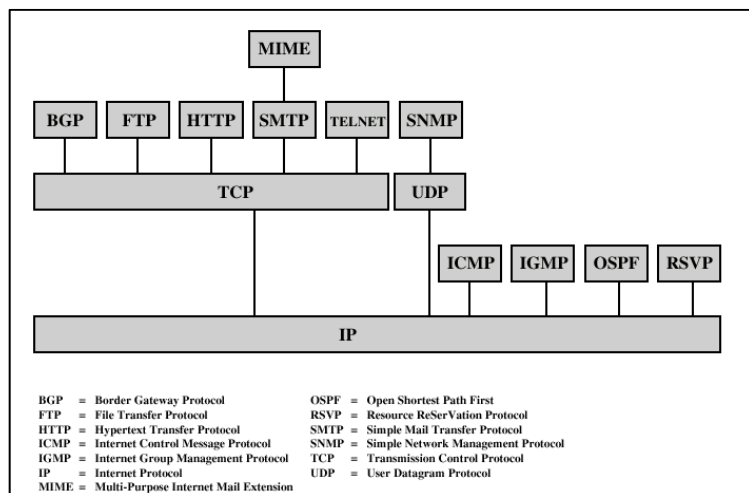 MIME
BGP FTP HTTP SMTP TELNET SNMP
TCP UDP
ICMP IGMP OSPF RSVP
IP
BGP = Border Gateway Protocol
FTP = File Transfer Protocol
HTTP = Hypertext Transfer Protocol
ICMP = Internet Control Message Protocol
IGMP = Internet Group Management Protocol
IP = Internet Protocol
MIME = Multi-Purpose Internet Mail Extension
OSPF = Open Shortest Path First
RSVP = Resource ReSerVation Protocol
SMTP = Simple Mail Transfer Protocol
SNMP = Simple Network Management Protocol
TCP = Transmission Control Protocol
UDP = User Datagram Protocol